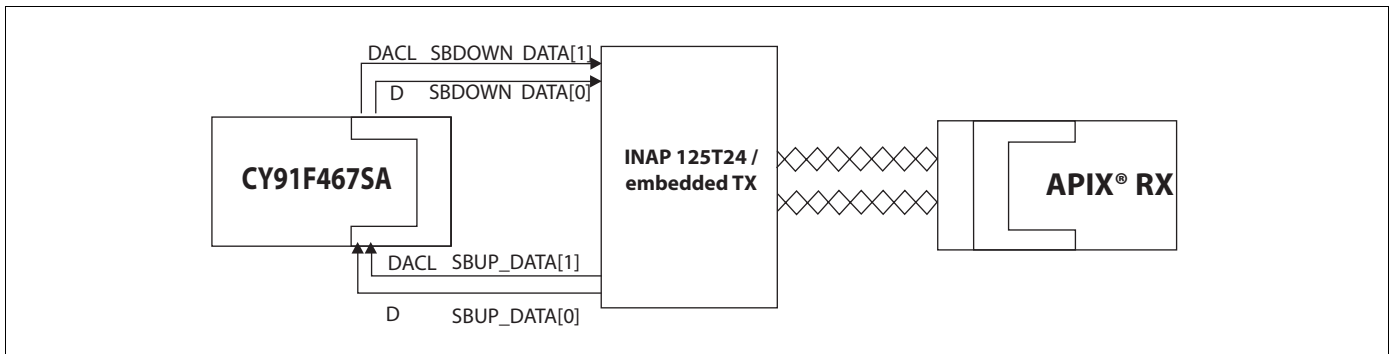 DACL SBDOWN DATA[1]
D SBDOWN DATA[0]
CY91F467SA
INAP 125T24 /
embedded TX
APIX® RX
DACL SBUP_DATA[1]
D SBUP_DATA[0]